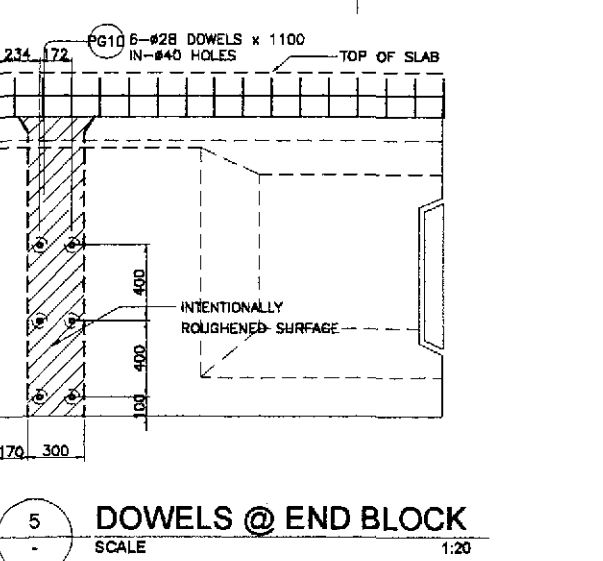 PG10 6-ø28 DOWELS x 1100
IN-ø40 HOLES
234 172
TOP OF SLAB
400
INTENTIONALLY
ROUGHENED SURFACE
400
100
170 300
5
-
DOWELS @ END BLOCK
SCALE 1:20